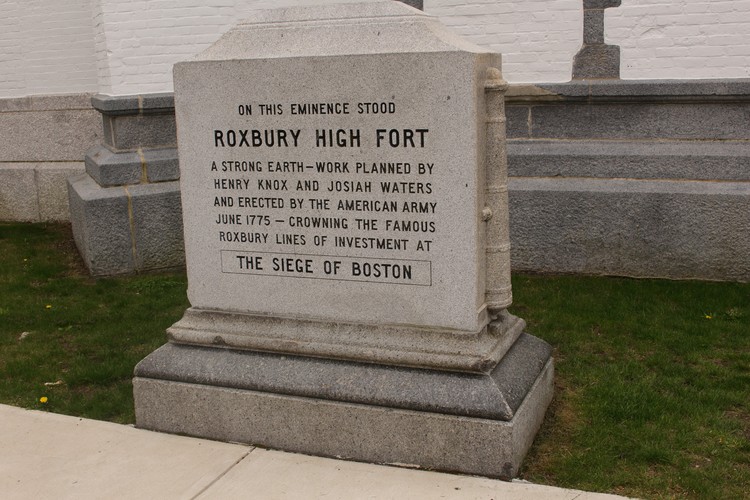 ON THIS EMINENCE STOOD
ROXBURY HIGH FORT
A STRONG EARTH—WORK PLANNED BY
HENRY KNOX AND JOSIAH WATERS
AND ERECTED BY THE AMERICAN ARMY
JUNE 1775 — CROWNING THE FAMOUS
ROXBURY LINES OF INVESTMENT AT
THE SIEGE OF BOSTON